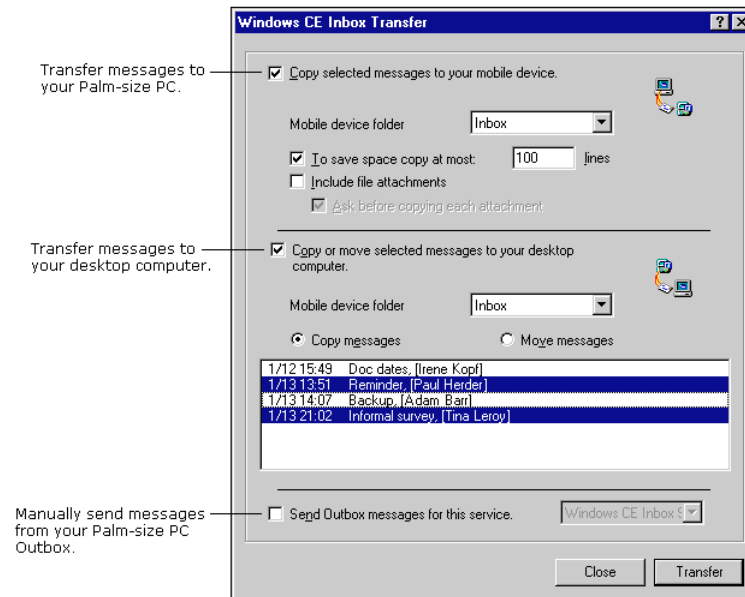 Windows CE Inbox Transfer
Transfer messages to
your Palm-size PC.
Copy selected messages to your mobile device.
Mobile device folder
Inbox
To save space copy at most:
100
lines
Include file attachments
Ask before copying each attachment
Transfer messages to
your desktop computer.
Copy or move selected messages to your desktop
computer.
Mobile device folder
Inbox
Copy messages
Move messages
1/12 15:49 Doc dates, [Irene Kopf]
1/13 13:51 Reminder, [Paul Herder]
1/13 14:07 Backup, [Adam Barr]
1/13 21:02 Informal survey, [Tina Leroy]
Manually send messages
from your Palm-size PC
Outbox.
Send Outbox messages for this service.
Windows CE Inbox
Close
Transfer